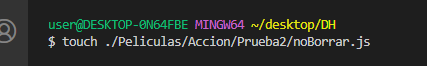 user@DESKTOP-0N64FBE MINGW64 ~/desktop/DH
$ touch ./Peliculas/Accion/Prueba2/noBorrar.js